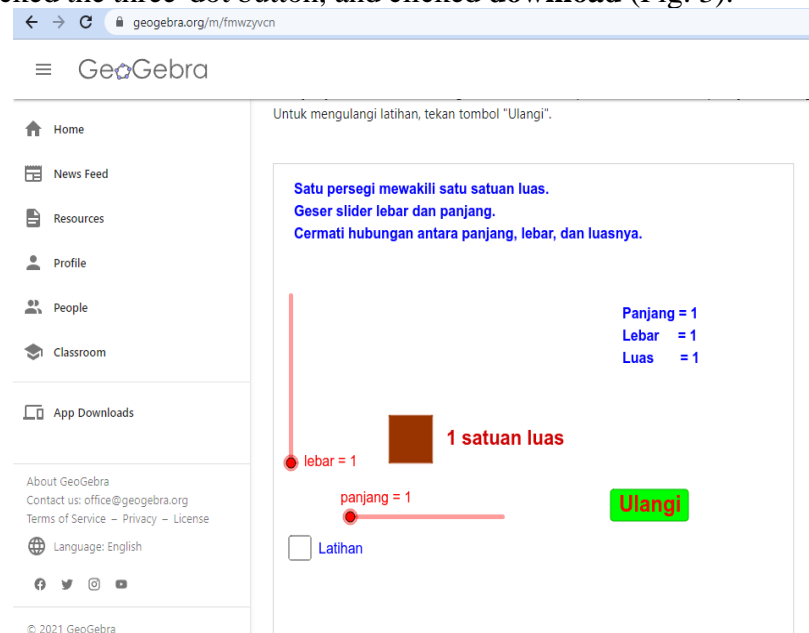 the three-dot button, and clicked download (Fig. 3).
geogebra.org/m/fmwzyvcn
GeoGebra
Untuk mengulangi latihan, tekan tombol "Ulangi".
Home
News Feed
Resources
Profile
People
Classroom
App Downloads
About GeoGebra
Contact us: office@geogebra.org
Terms of Service – Privacy – License
Language: English
© 2021 GeoGebra
Satu persegi mewakili satu satuan luas.
Geser slider lebar dan panjang.
Cermati hubungan antara panjang, lebar, dan luasnya.
Panjang = 1
Lebar = 1
Luas = 1
1 satuan luas
lebar = 1
panjang = 1
Ulangi
Latihan